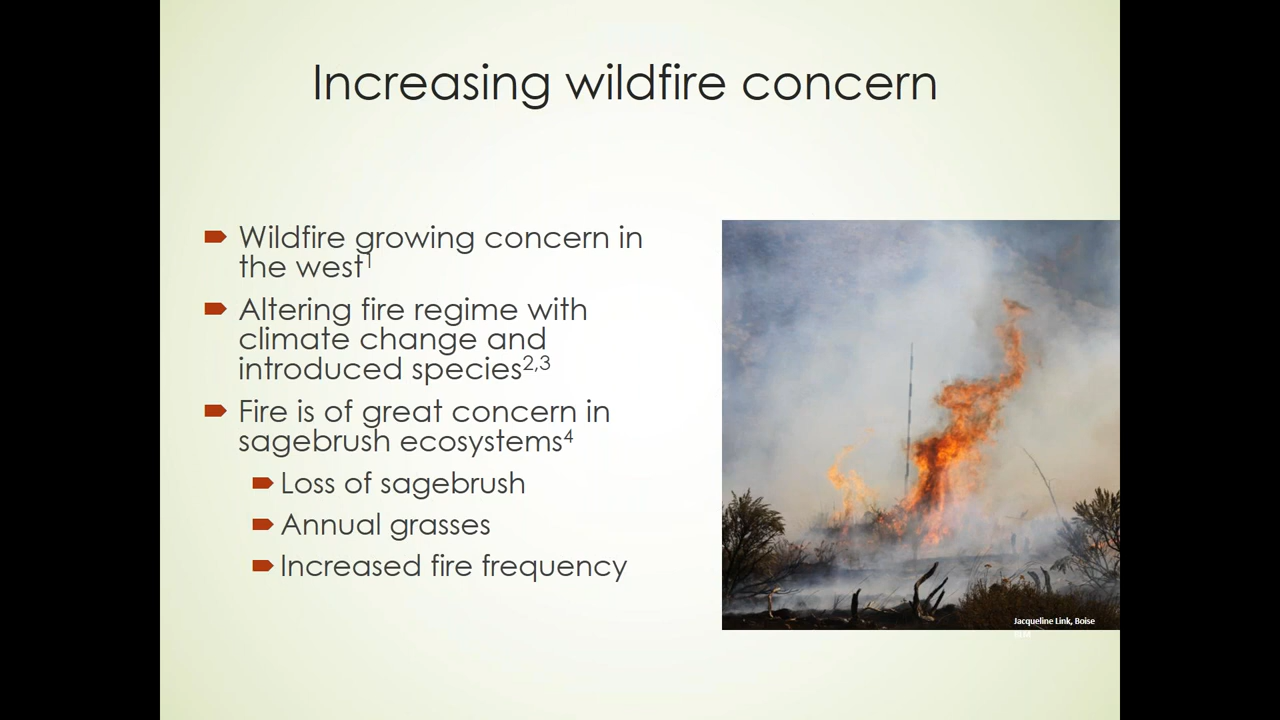 Increasing wildfire concern
Wildfire growing concern in
the west1
Altering fire regime with
climate change and
introduced species2,3
Fire is of great concern in
sagebrush ecosystems4
Loss of sagebrush
Annual grasses
Increased fire frequency
Jacqueline Link, Boise